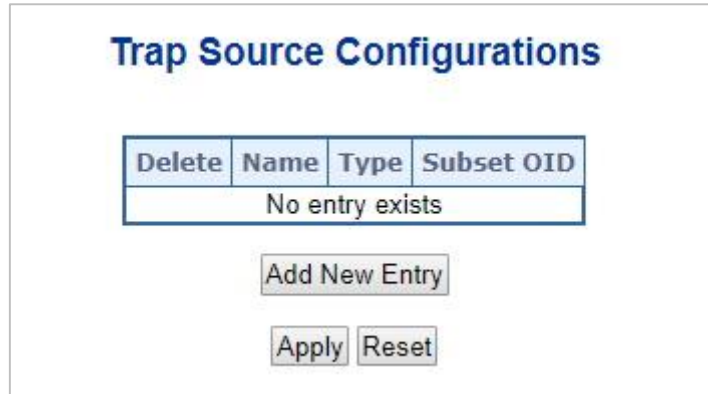 Trap Source Configurations
Delete Name Type Subset OID
No entry exists
Add New Entry
Apply Reset